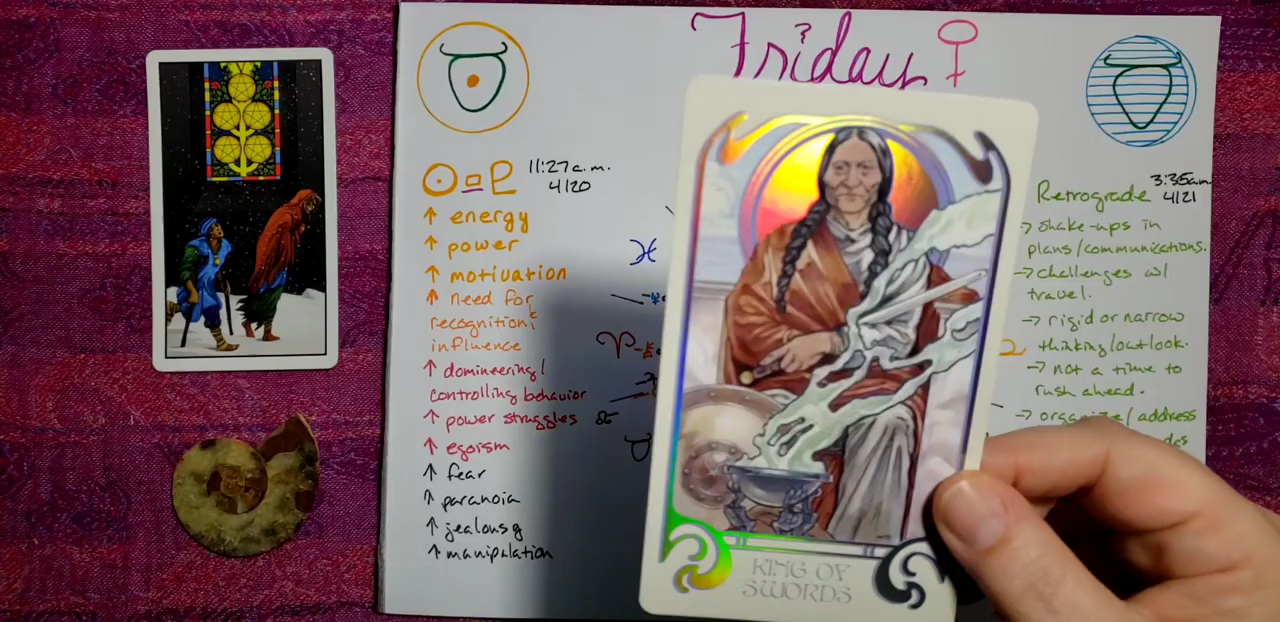 Friday
11:27a.m.
4/20
↑ energy
↑ power
↑ motivation
↑ need for
recognition &
influence
↑ domineering/
controlling behavior
↑ power struggles
↑ egoism
↑ fear
↑ paranoia
↑ jealousy
↑ manipalation
KING OF
SWORDS
Retrograde 3:35am
4/21
→ shake-ups in
plans/communications.
→ challenges w/
travel.
→ rigid or narrow
thinking/outlook.
→ not a time to
rush ahead.
→ organize/address